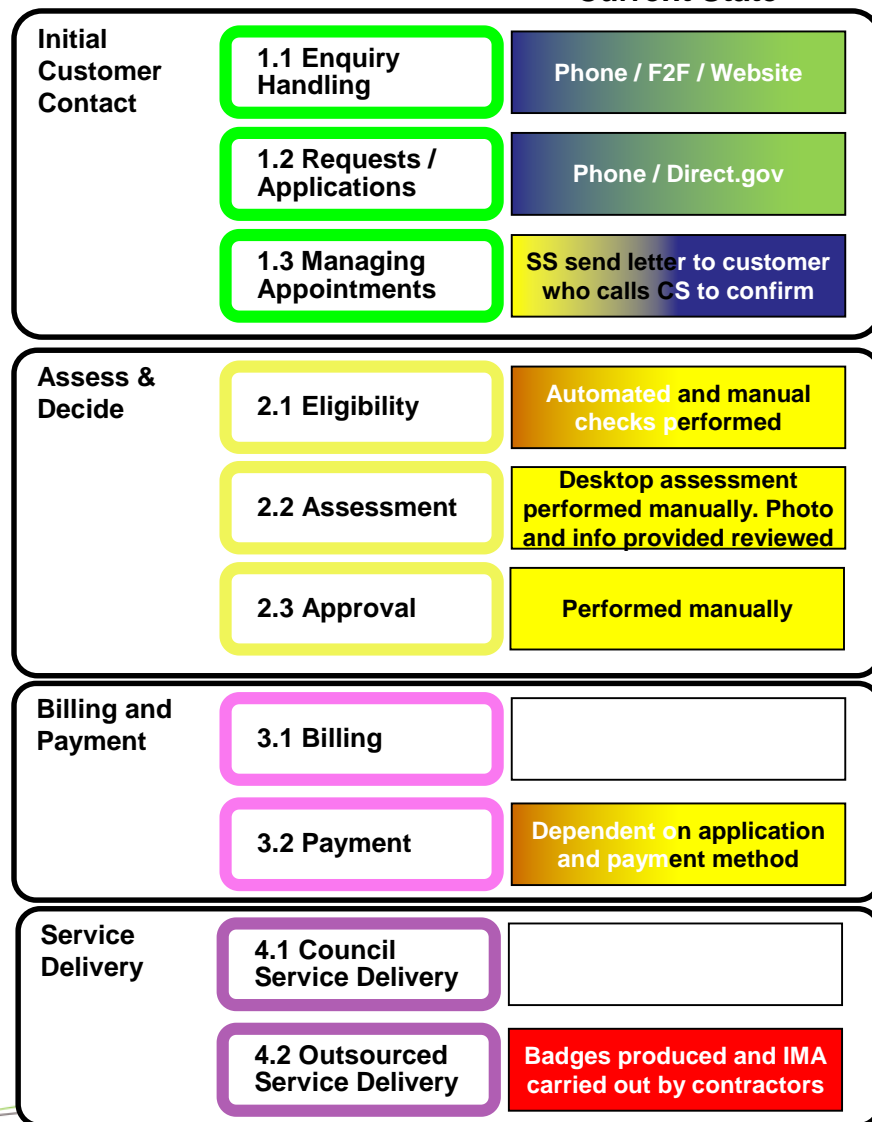 Current State
Initial
Customer
Contact
1.1 Enquiry
Handling
Phone / F2F / Website
1.2 Requests /
Applications
Phone / Direct.gov
1.3 Managing
Appointments
SS send letter to customer
who calls CS to confirm
Assess &
Decide
2.1 Eligibility
Automated and manual
checks performed
2.2 Assessment
Desktop assessment
performed manually. Photo
and info provided reviewed
2.3 Approval
Performed manually
Billing and
Payment
3.1 Billing
3.2 Payment
Dependent on application
and payment method
Service
Delivery
4.1 Council
Service Delivery
4.2 Outsourced
Service Delivery
Badges produced and IMA
carried out by contractors